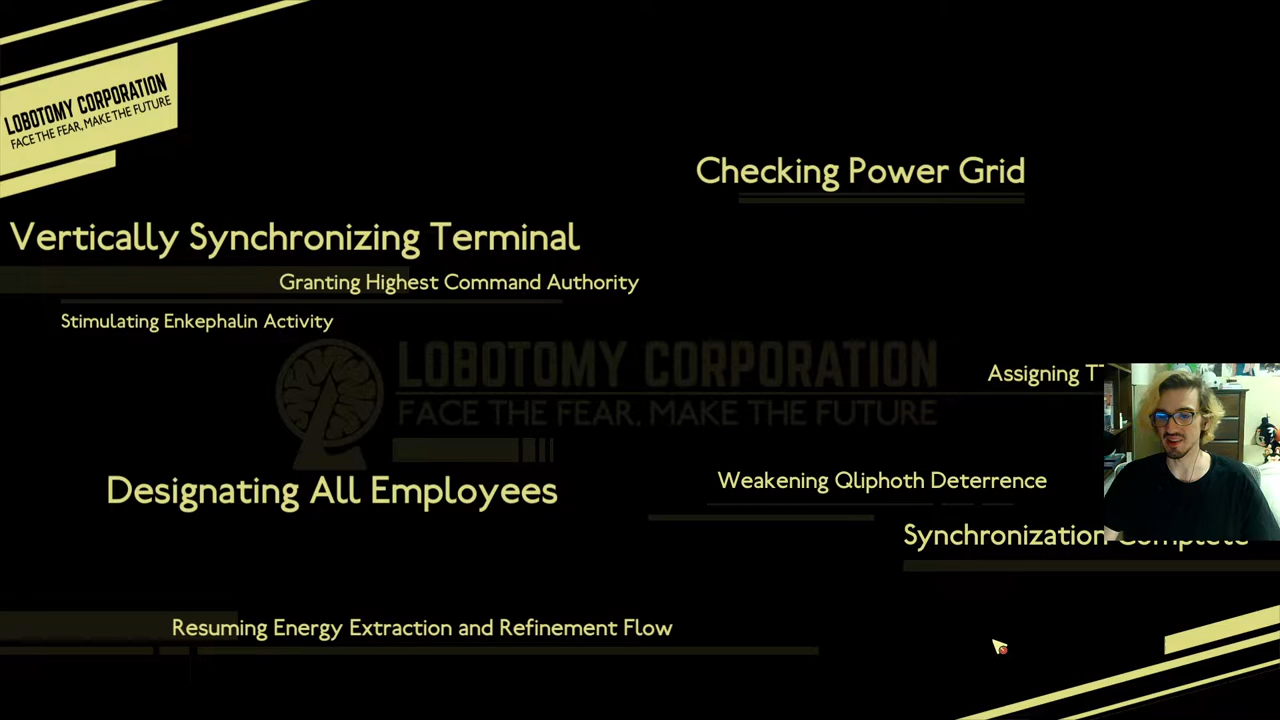 LOBOTOMY CORPORATION
FACE THE FEAR, MAKE THE FUTURE
Checking Power Grid
Vertically Synchronizing Terminal
Granting Highest Command Authority
Stimulating Enkephalin Activity
LOBOTOMY CORPORATION
FACE THE FEAR, MAKE THE FUTURE
Assigning
Designating All Employees
Weakening Qliphoth Deterrence
Synchronization Complete
Resuming Energy Extraction and Refinement Flow